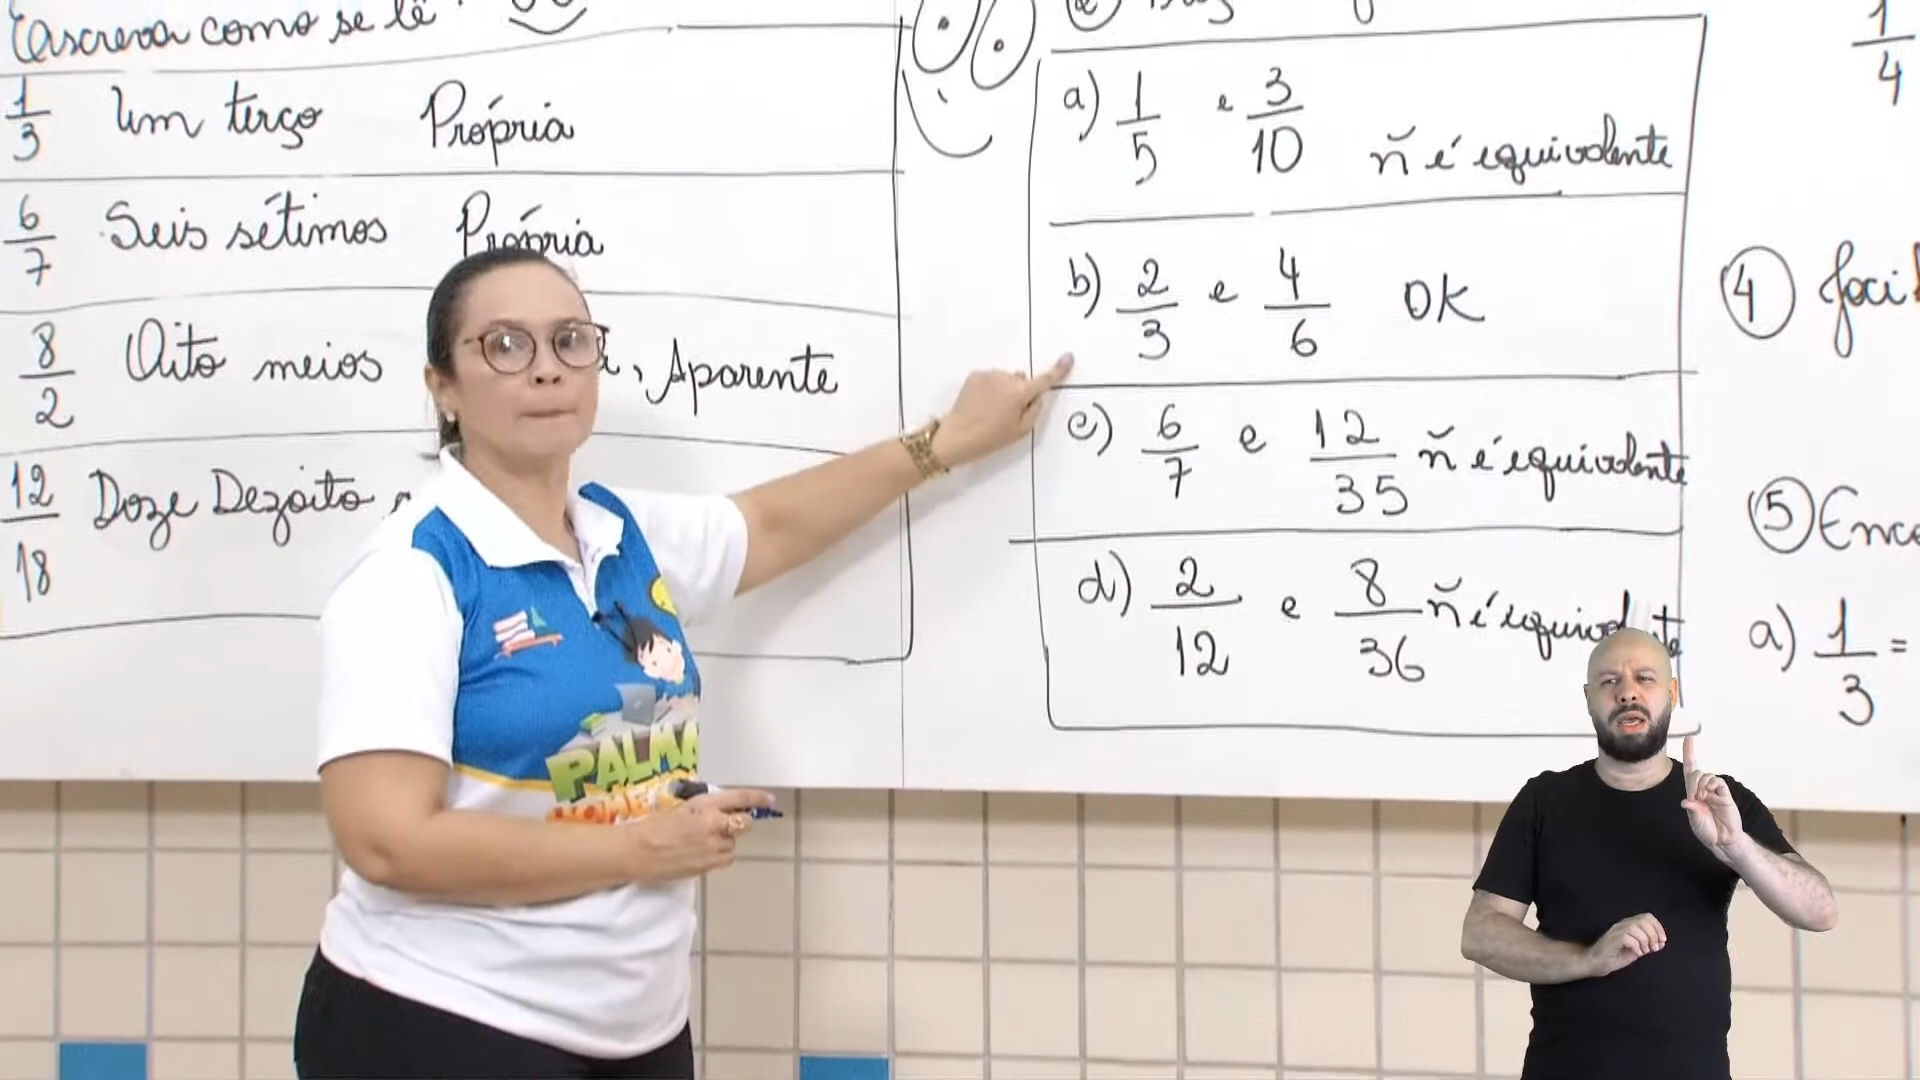 Escreva como se lê
1/3 Um terço Própria
6/7 Seis sétimos Própria
8/2 Oito meios , Aparente
12/18 Doze Dezoito
a) 1/5 e 3/10 ñ é equivalente
b) 2/3 e 4/6 OK
c) 6/7 e 12/35 ñ é equivalente
d) 2/12 e 8/36 ñ é equivalente
1/4
④
⑤ Enc
a) 1/3 =
PALMA